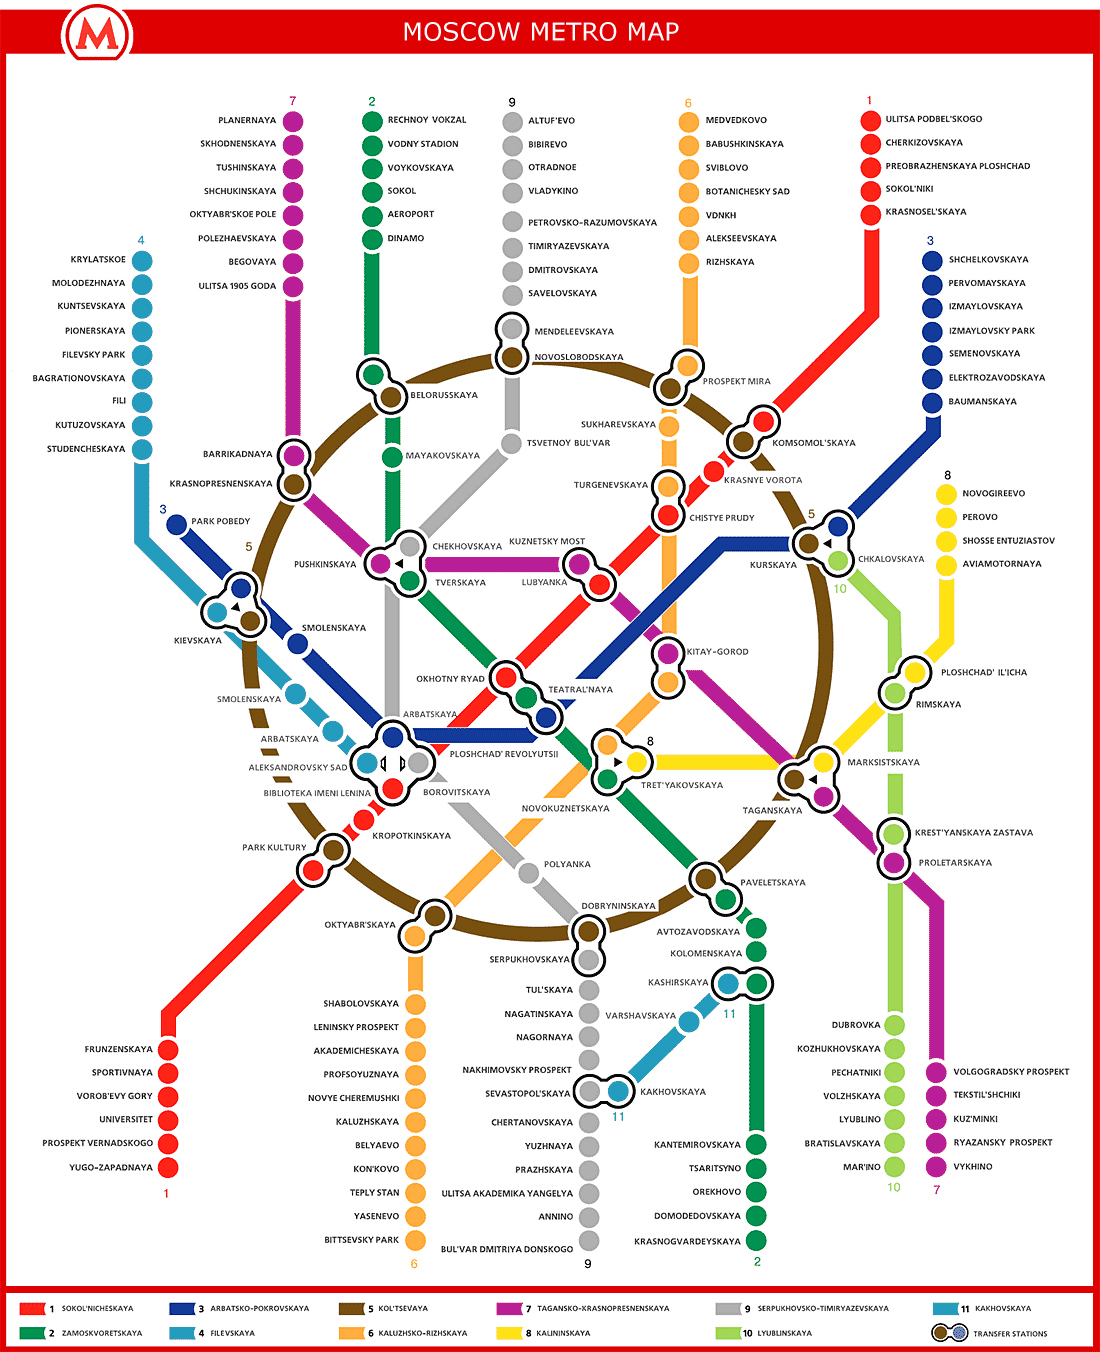 M
MOSCOW METRO MAP
7
PLANERNAYA
SKHODNENSKAYA
TUSHINSKAYA
SHCHUKINSKAYA
OKTYABR'SKOE POLE
POLEZHAEVSKAYA
BEGOVAYA
ULITSA 1905 GODA
2
RECHNOY VOKZAL
VODNY STADION
VOYKOVSKAYA
SOKOL
AEROPORT
DINAMO
9
ALTUF'EVO
BIBIREVO
OTRADNOE
VLADYKINO
PETROVSKO-RAZUMOVSKAYA
TIMIRYAZEVSKAYA
DMITROVSKAYA
SAVELOVSKAYA
MENDELEEVSKAYA
NOVOSLOBODSKAYA
6
MEDVEDKOVO
BABUSHKINSKAYA
SVIBLOVO
BOTANICHESKY SAD
VDNKH
ALEKSEEVSKAYA
RIZHSKAYA
1
ULITSA PODBEL'SKOGO
CHERKIZOVSKAYA
PREOBRAZHENSKAYA PLOSHCHAD
SOKOL'NIKI
KRASNOSEL'SKAYA
4
KRYLATSKOE
MOLODEZHNAYA
KUNTSEVSKAYA
PIONERSKAYA
FILEVSKY PARK
BAGRATIONOVSKAYA
FILI
KUTUZOVSKAYA
STUDENCHESKAYA
3
SHCHELKOVSKAYA
PERVOMAYSKAYA
IZMAYLOVSKAYA
IZMAYLOVSKY PARK
SEMENOVSKAYA
ELEKTROZAVODSKAYA
BAUMANSKAYA
BELORUSSKAYA
PROSPEKT MIRA
SUKHAREVSKAYA
KOMSOMOL'SKAYA
TSVETNOY BUL'VAR
MAYAKOVSKAYA
BARRIKADNAYA
KRASNOPRESNENSKAYA
TURGENEVSKAYA
KRASNYE VOROTA
CHISTYE PRUDY
8
NOVOGIREEVO
PEROVO
SHOSSE ENTUZIASTOV
AVIAMOTORNAYA
3
PARK POBEDY
5
5
CHEKHOVSKAYA
KUZNETSKY MOST
PUSHKINSKAYA
TVERSKAYA
LUBYANKA
KURSKAYA
CHKALOVSKAYA
10
KIEVSKAYA
SMOLENSKAYA
KITAY-GOROD
OKHOTNY RYAD
TEATRAL'NAYA
PLOSHCHAD' IL'ICHA
RIMSKAYA
SMOLENSKAYA
ARBATSKAYA
ARBATSKAYA
PLOSHCHAD' REVOLYUTSII
8
ALEKSANDROVSKY SAD
BIBLIOTEKA IMENI LENINA
BOROVITSKAYA
TRET'YAKOVSKAYA
NOVOKUZNETSKAYA
MARKSISTSKAYA
TAGANSKAYA
KROPOTKINSKAYA
PARK KULTURY
POLYANKA
KREST'YANSKAYA ZASTAVA
PROLETARSKAYA
PAVELETSKAYA
DOBRYNINSKAYA
OKTYABR'SKAYA
AVTOZAVODSKAYA
KOLOMENSKAYA
SERPUKHOVSKAYA
KASHIRSKAYA
11
TUL'SKAYA
NAGATINSKAYA
NAGORNAYA
NAKHIMOVSKY PROSPEKT
SEVASTOPOL'SKAYA
VARSHAVSKAYA
KAKHOVSKAYA
11
CHERTANOVSKAYA
YUZHNAYA
PRAZHSKAYA
ULITSA AKADEMIKA YANGELYA
ANNINO
BUL'VAR DMITRIYA DONSKOGO
9
SHABOLOVSKAYA
LENINSKY PROSPEKT
AKADEMICHESKAYA
PROFSOYUZNAYA
NOVYE CHEREMUSHKI
KALUZHSKAYA
BELYAEVO
KON'KOVO
TEPLY STAN
YASENEVO
BITTSEVSKY PARK
6
FRUNZENSKAYA
SPORTIVNAYA
VOROB'EVY GORY
UNIVERSITET
PROSPEKT VERNADSKOGO
YUGO-ZAPADNAYA
1
KANTEMIROVSKAYA
TSARITSYNO
OREKHOVO
DOMODEDOVSKAYA
KRASNOGVARDEYSKAYA
2
DUBROVKA
KOZHUKHOVSKAYA
PECHATNIKI
VOLZHSKAYA
LYUBLINO
BRATISLAVSKAYA
MAR'INO
10
VOLGOGRADSKY PROSPEKT
TEKSTIL'SHCHIKI
KUZ'MINKI
RYAZANSKY PROSPEKT
VYKHINO
7
1 SOKOL'NICHESKAYA
3 ARBATSKO-POKROVSKAYA
5 KOL'TSEVAYA
7 TAGANSKO-KRASNOPRESNENSKAYA
9 SERPUKHOVSKO-TIMIRYAZEVSKAYA
11 KAKHOVSKAYA
2 ZAMOSKVORETSKAYA
4 FILEVSKAYA
6 KALUZHSKO-RIZHSKAYA
8 KALININSKAYA
10 LYUBLINSKAYA
TRANSFER STATIONS